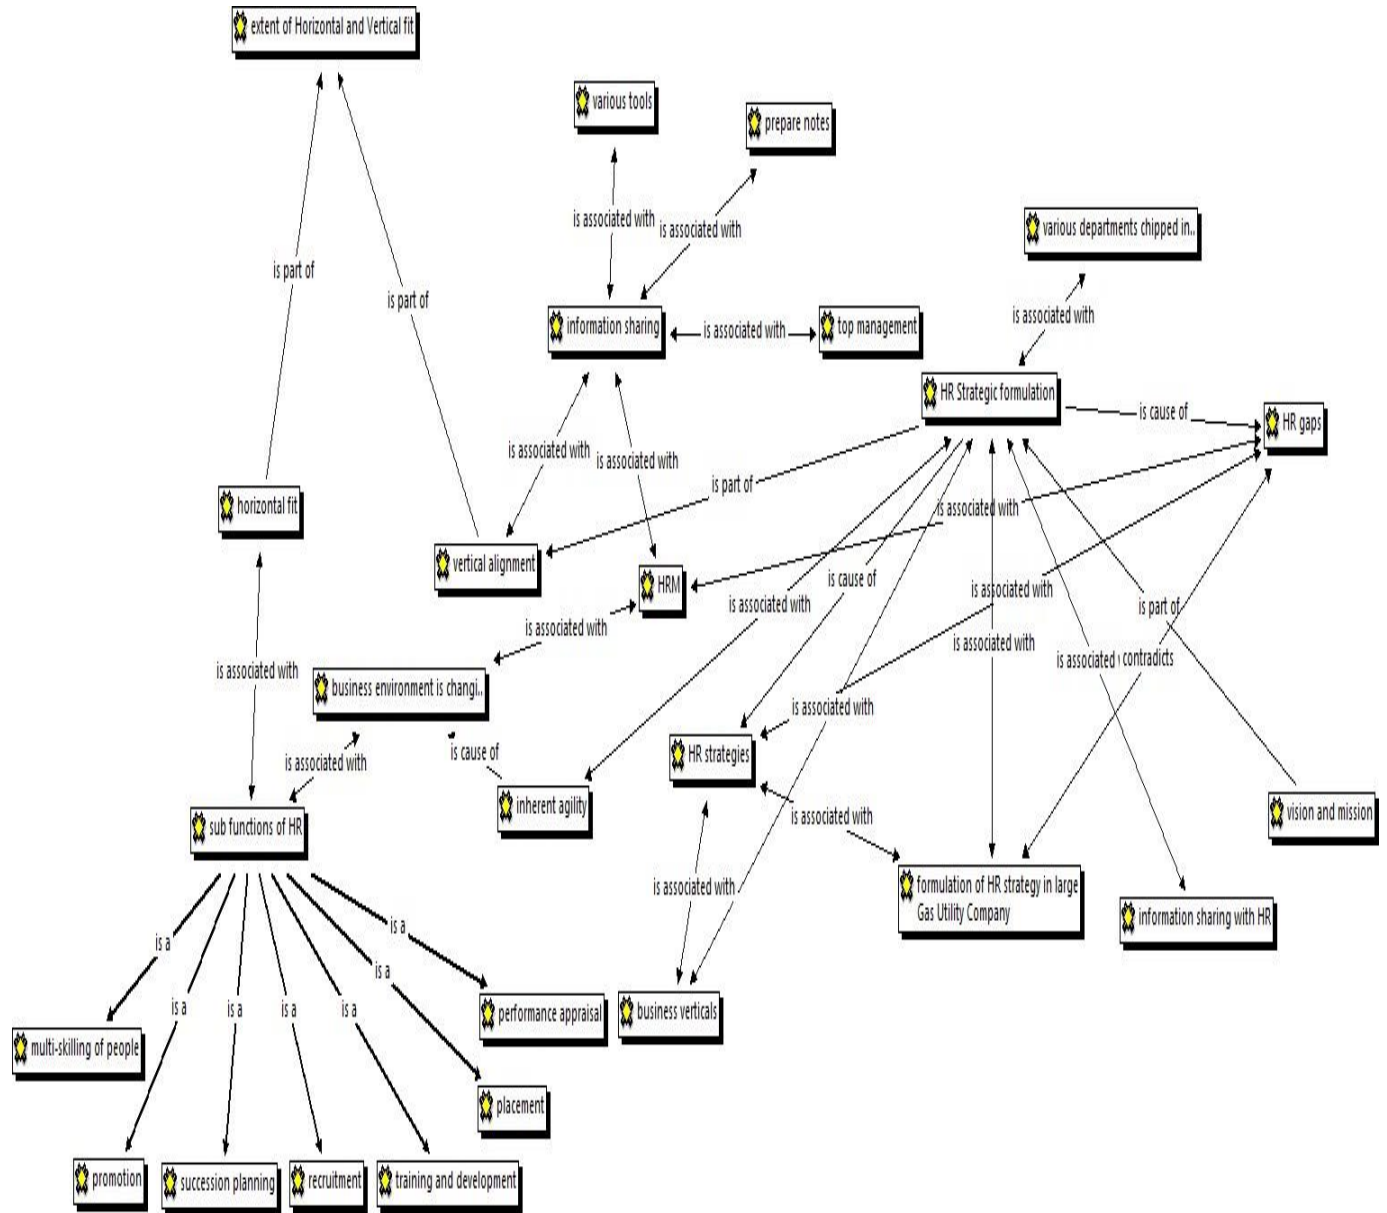 extent of Horizontal and Vertical fit
various tools
prepare notes
is associated with
is associated with
various departments chipped in..
is part of
is part of
information sharing
is associated with
top management
is associated with
HR Strategic formulation
is cause of
HR gaps
is associated with
is associated with
is part of
horizontal fit
is associated with
vertical alignment
HRM
is cause of
is associated with
is associated with
is part of
is associated with
is associated with
is associated
contradicts
is associated with
business environment is changi..
is associated with
is associated with
is cause of
HR strategies
inherent agility
is associated with
vision and mission
sub functions of HR
is associated with
formulation of HR strategy in large
Gas Utility Company
information sharing with HR
is a
is a
is a
is a
is a
is a
is a
performance appraisal
business verticals
multi-skilling of people
placement
promotion
succession planning
recruitment
training and development